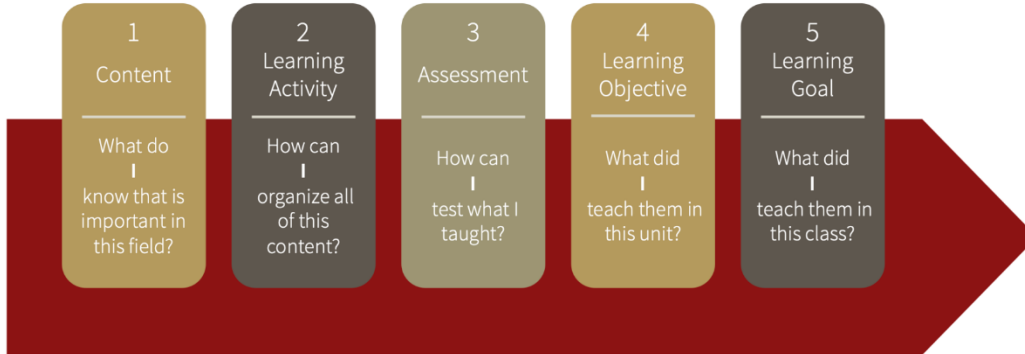 1
Content
What do
I
know that is
important in
this field?
2
Learning
Activity
How can
I
organize all
of this
content?
3
Assessment
How can
I
test what I
taught?
4
Learning
Objective
What did
I
teach them in
this unit?
5
Learning
Goal
What did
I
teach them in
this class?